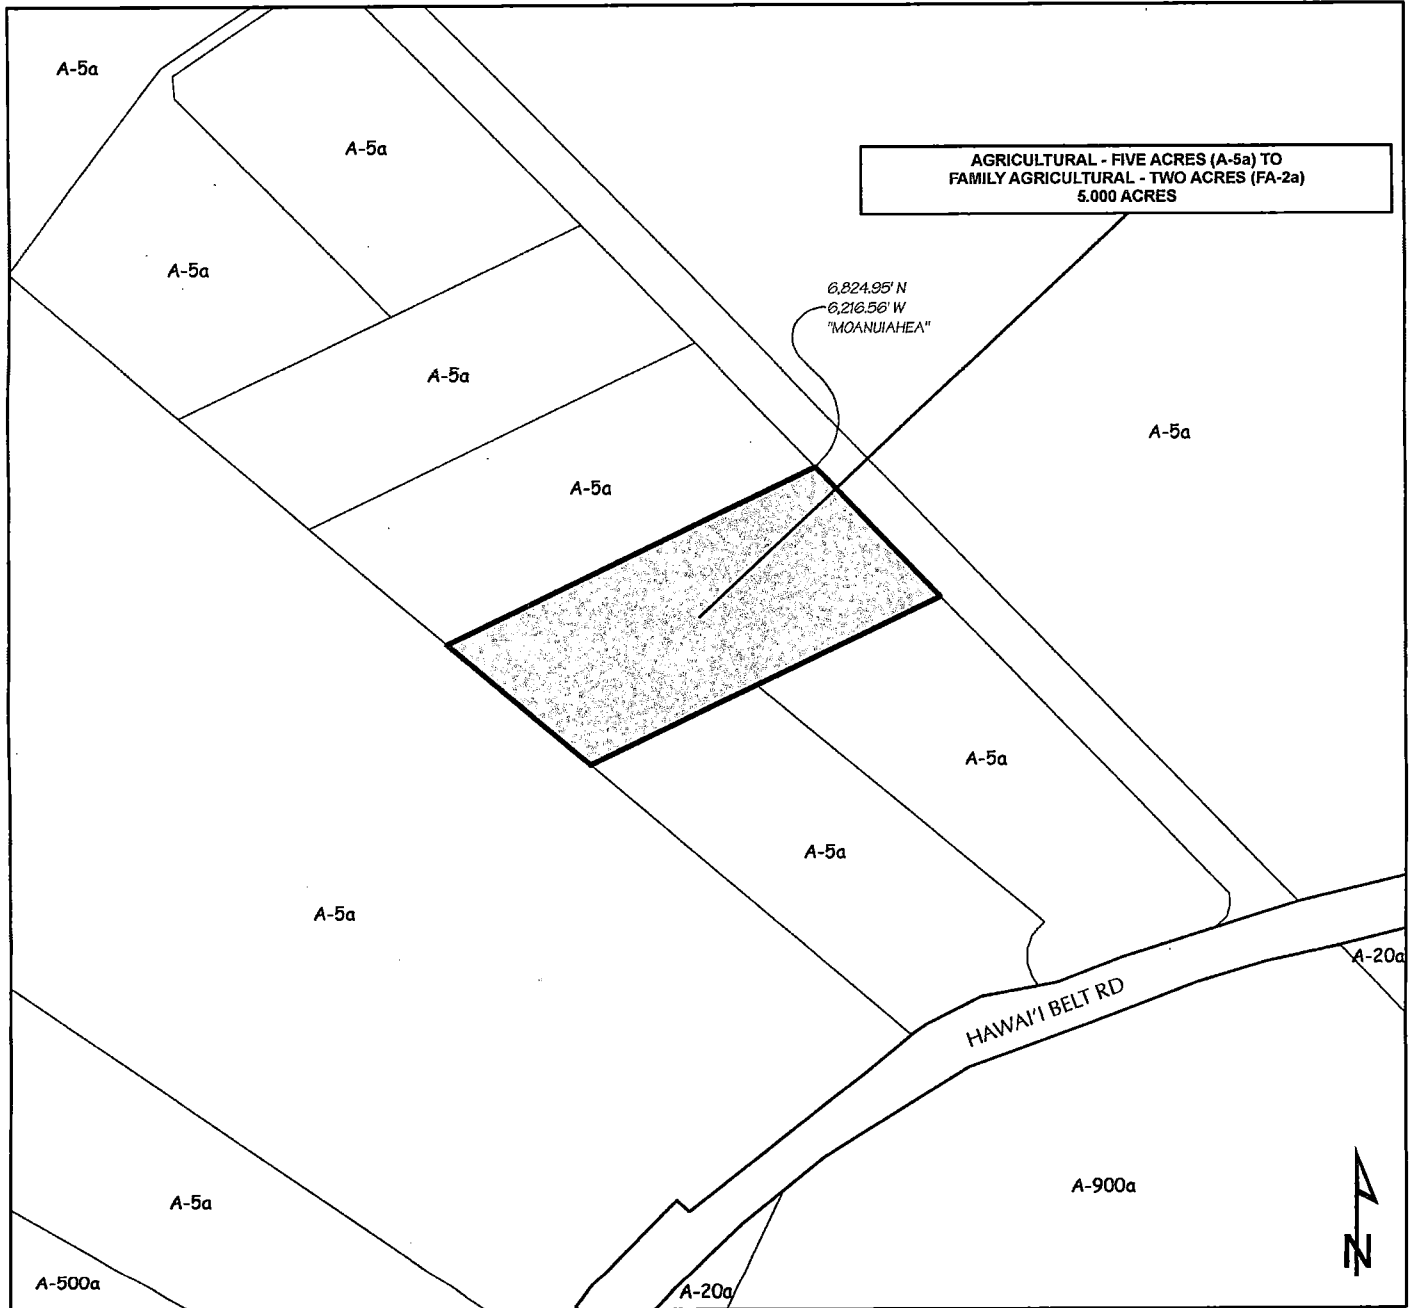 A-5a
A-5a
AGRICULTURAL - FIVE ACRES (A-5a) TO
FAMILY AGRICULTURAL - TWO ACRES (FA-2a)
5.000 ACRES
A-5a
6,824.95' N
6,216.56' W
"MOANUIAHEA"
A-5a
A-5a
A-5a
A-5a
A-5a
A-5a
A-20a
HAWAI'I BELT RD
A-900a
A-5a
A-500a
A-20a
N